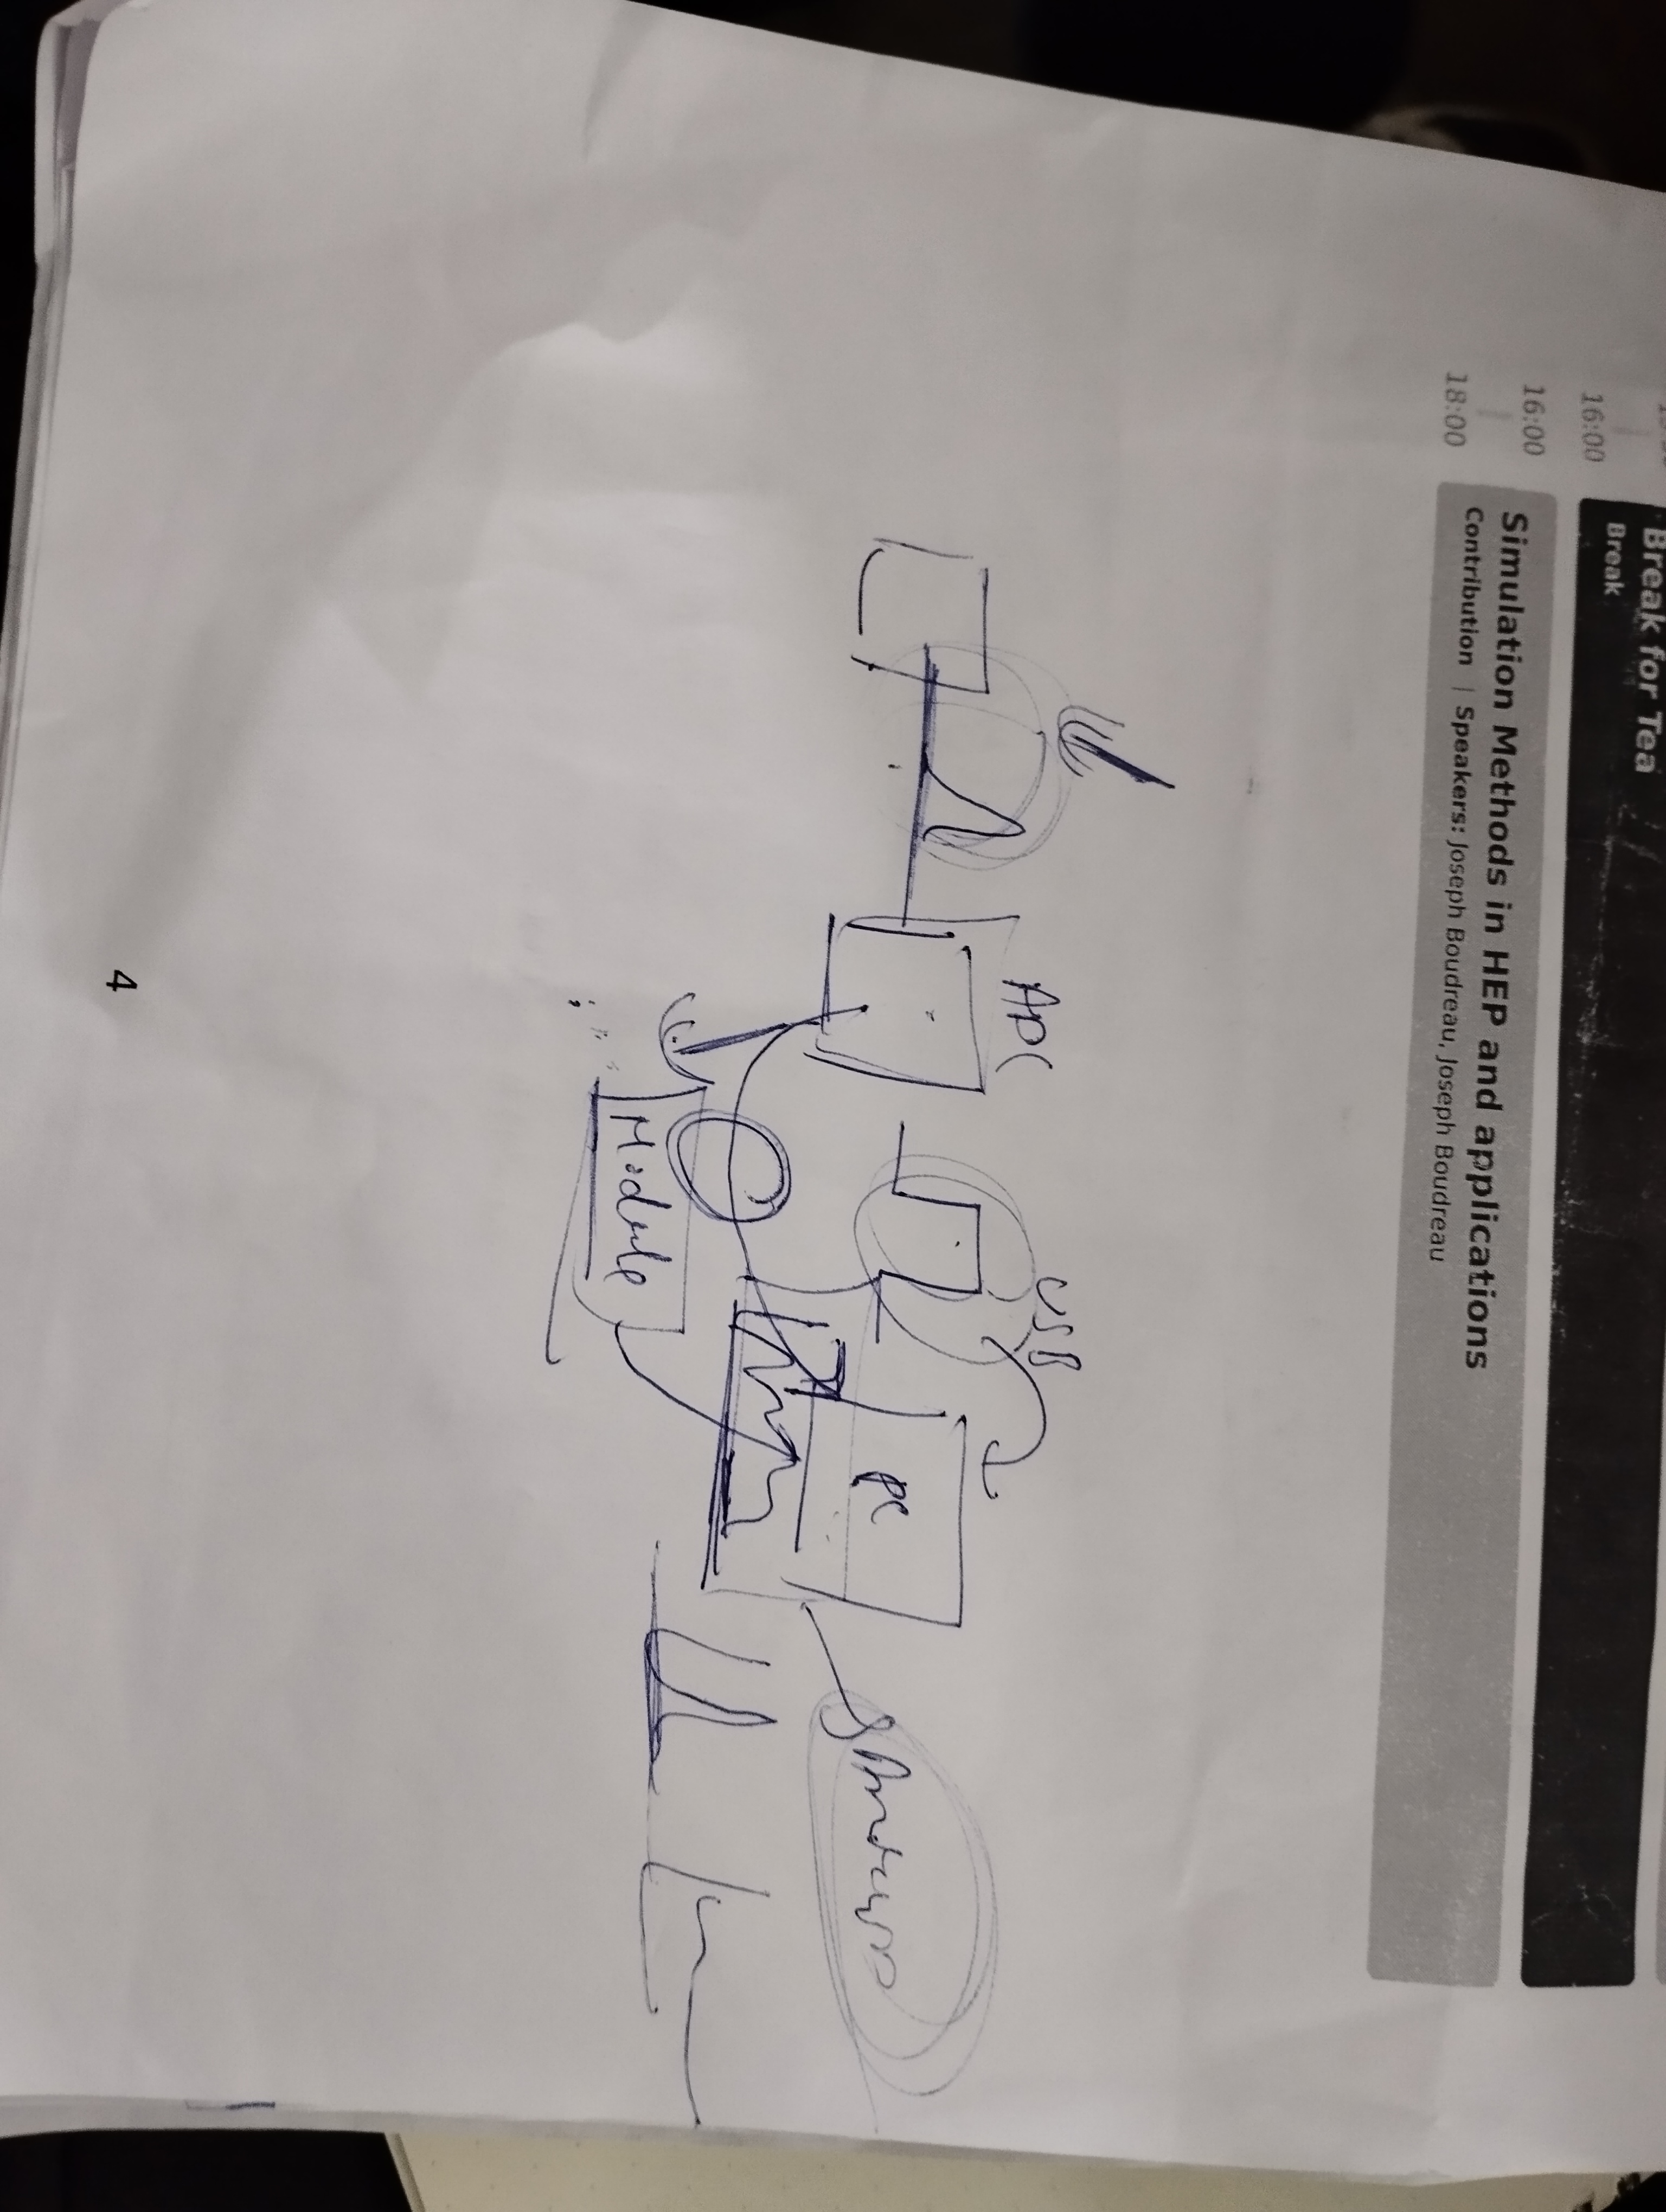 Break for Tea
Break
16:00
16:00
18:00
Simulation Methods in HEP and applications
Contribution | Speakers: Joseph Boudreau, Joseph Boudreau
ADC
USB
PC
Module
4